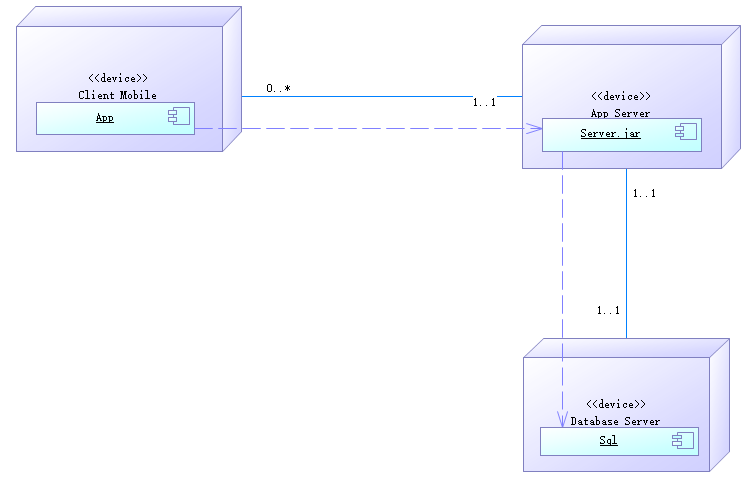 <<device>>
Client Mobile
App
0..*
1..1
<<device>>
App Server
Server.jar
1..1
1..1
<<device>>
Database Server
Sql